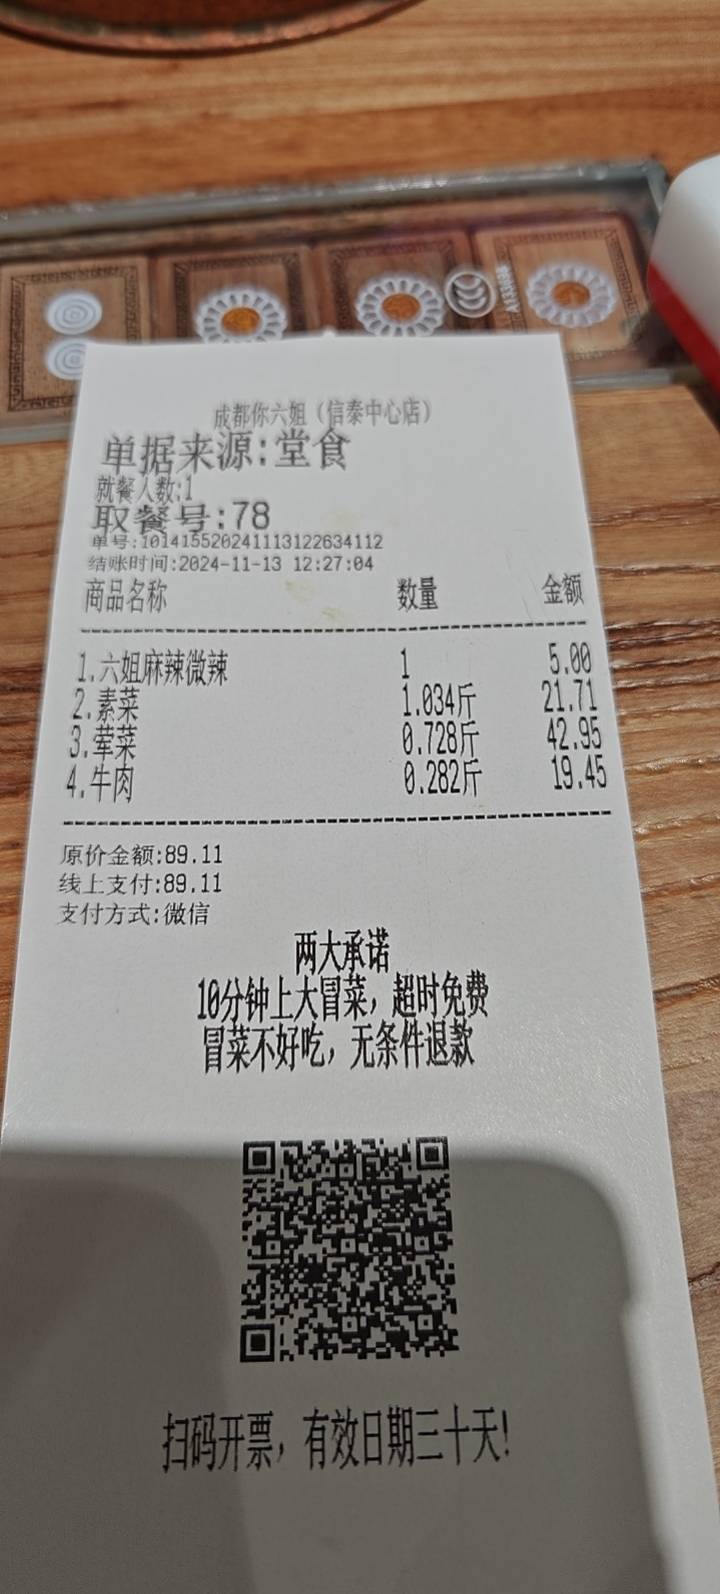 成都你六姐（信泰中心店）
单据来源:堂食
就餐人数:1
取餐号:78
单号:1014155202411113122634112
结账时间:2024-11-13 12:27:04
商品名称 数量 金额
1.六姐麻辣微辣 1 5.00
2.素菜 1.034斤 21.71
3.荤菜 0.728斤 42.95
4.牛肉 0.282斤 19.45
原价金额:89.11
线上支付:89.11
支付方式:微信
两大承诺
10分钟上大冒菜，超时免费
冒菜不好吃，无条件退款
扫码开票，有效日期三十天!